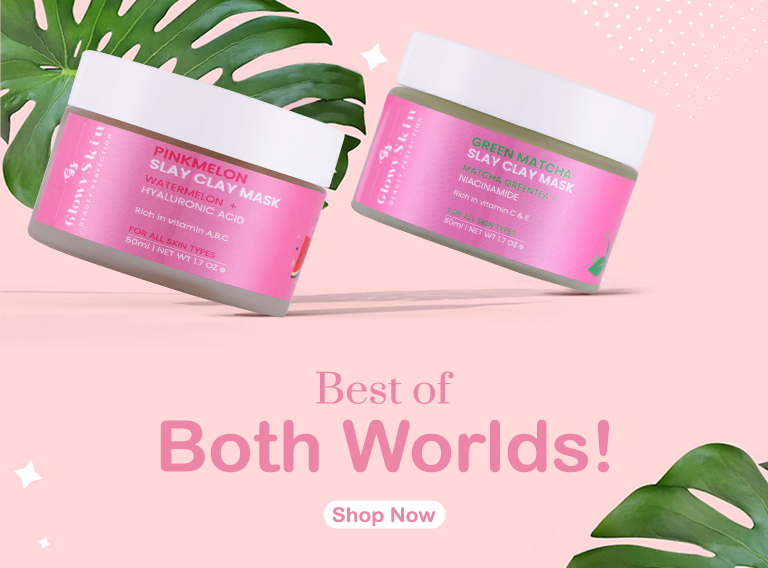 Glowy Skin
BEAUTY PERFECTION
PINKMELON
SLAY CLAY MASK
WATERMELON +
HYALURONIC ACID
Rich in vitamin A,B,C
FOR ALL SKIN TYPES
50ml | NET WT 1.7 OZ e
Glowy Skin
BEAUTY PERFECTION
GREEN MATCHA
SLAY CLAY MASK
MATCHA GREENTEA +
NIACINAMIDE
Rich in vitamin C & E
FOR ALL SKIN TYPES
50ml | NET WT 1.7 OZ e
Best of
Both Worlds!
Shop Now